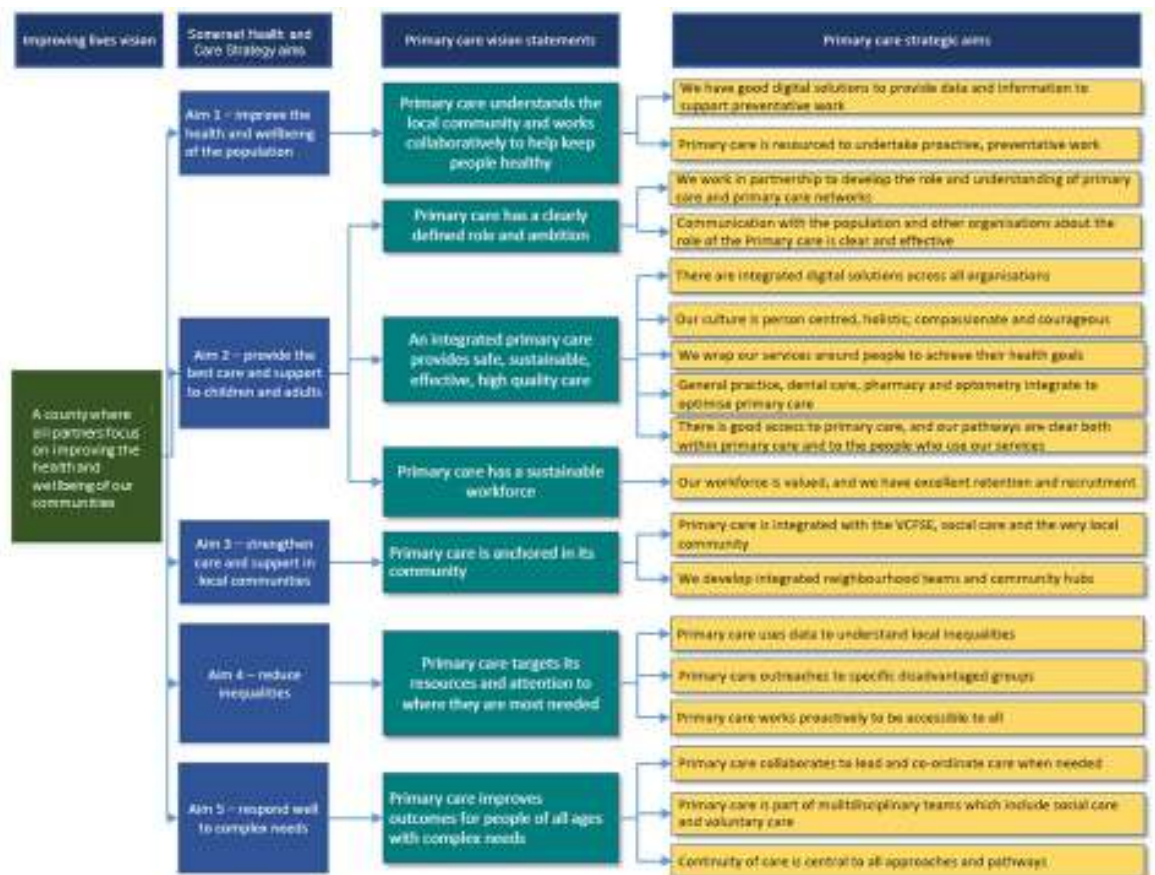 Improving lives vision
Somerset Health and
Care Strategy aims
Primary care vision statements
Primary care strategic aims
A county where
all partners focus
on improving the
health and
wellbeing of our
communities
Aim 1 – improve the
health and wellbeing
of the population
Primary care understands the
local community and works
collaboratively to help keep
people healthy
We have good digital solutions to provide data and information to
support preventative work
Primary care is resourced to undertake proactive, preventative work
Aim 2 – provide the
best care and support
to children and adults
Primary care has a clearly
defined role and ambition
We work in partnership to develop the role and understanding of primary
care and primary care networks
Communication with the population and other organisations about the
role of the Primary care is clear and effective
An integrated primary care
provides safe, sustainable,
effective, high quality care
There are integrated digital solutions across all organisations
Our culture is person centred, holistic, compassionate and courageous
We wrap our services around people to achieve their health goals
General practice, dental care, pharmacy and optometry integrate to
optimise primary care
There is good access to primary care, and our pathways are clear both
within primary care and to the people who use our services
Primary care has a sustainable
workforce
Our workforce is valued, and we have excellent retention and recruitment
Aim 3 – strengthen
care and support in
local communities
Primary care is anchored in its
community
Primary care is integrated with the VCFSE, social care and the very local
community
We develop integrated neighbourhood teams and community hubs
Aim 4 – reduce
inequalities
Primary care targets its
resources and attention to
where they are most needed
Primary care uses data to understand local inequalities
Primary care outreaches to specific disadvantaged groups
Primary care works proactively to be accessible to all
Aim 5 – respond well
to complex needs
Primary care improves
outcomes for people of all ages
with complex needs
Primary care collaborates to lead and co-ordinate care when needed
Primary care is part of mulitdisciplinary teams which include social care
and voluntary care
Continuity of care is central to all approaches and pathways